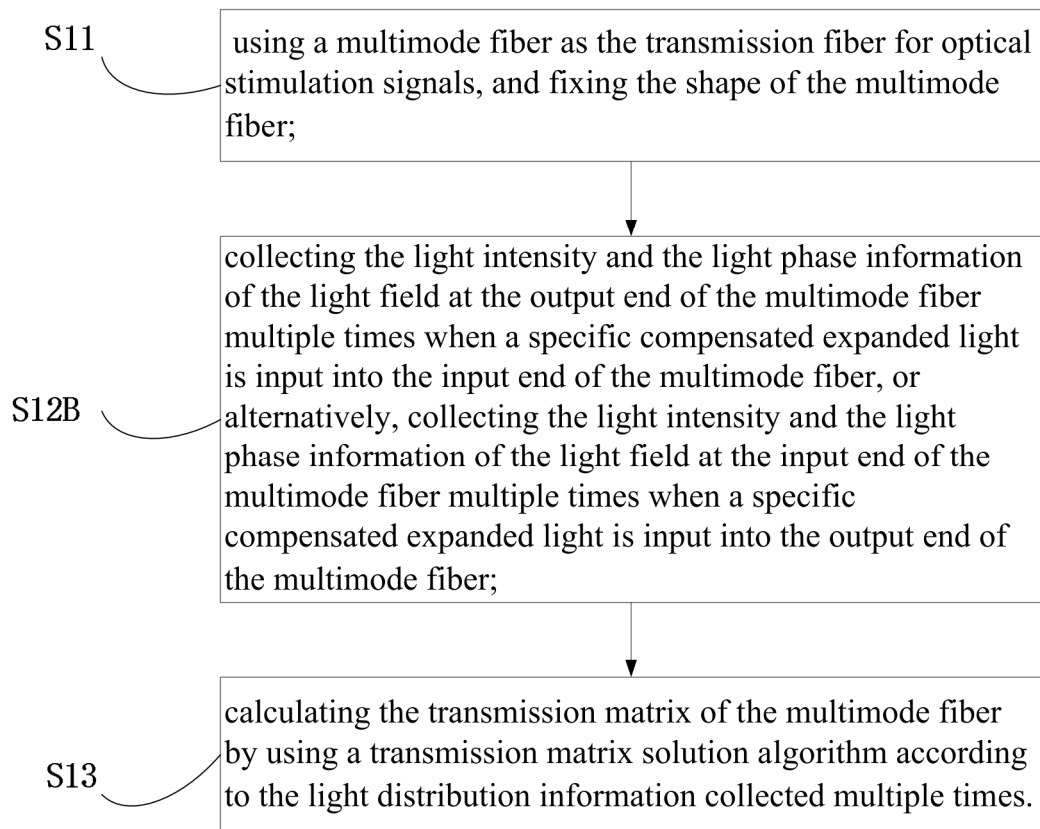 S11
using a multimode fiber as the transmission fiber for optical
stimulation signals, and fixing the shape of the multimode
fiber;
collecting the light intensity and the light phase information
of the light field at the output end of the multimode fiber
multiple times when a specific compensated expanded light
is input into the input end of the multimode fiber, or
S12B
alternatively, collecting the light intensity and the light
phase information of the light field at the input end of the
multimode fiber multiple times when a specific
compensated expanded light is input into the output end of
the multimode fiber;
S13
calculating the transmission matrix of the multimode fiber
by using a transmission matrix solution algorithm according
to the light distribution information collected multiple times.